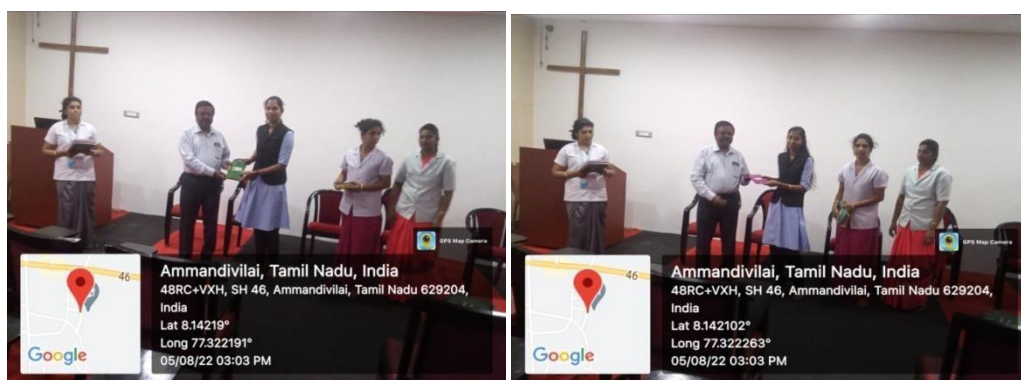 GPS Map Camera
46
Google
Ammandivilai, Tamil Nadu, India
48RC+VXH, SH 46, Ammandivilai, Tamil Nadu 629204,
India
Lat 8.14219°
Long 77.322191°
05/08/22 03:03 PM
GPS Map Camera
46
Google
Ammandivilai, Tamil Nadu, India
48RC+VXH, SH 46, Ammandivilai, Tamil Nadu 629204,
India
Lat 8.142102°
Long 77.322263°
05/08/22 03:03 PM